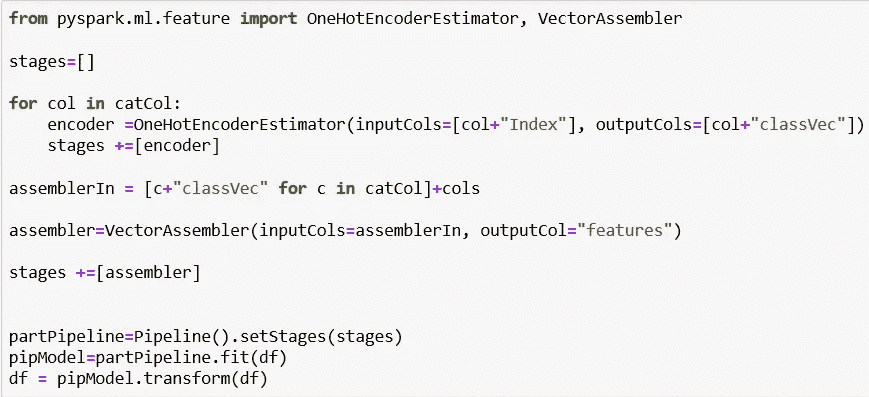 from pyspark.ml.feature import OneHotEncoderEstimator, VectorAssembler
stages=[]
for col in catCol:
    encoder =OneHotEncoderEstimator(inputCols=[col+"Index"], outputCols=[col+"classVec"])
    stages +=[encoder]
assemblerIn = [c+"classVec" for c in catCol]+cols
assembler=VectorAssembler(inputCols=assemblerIn, outputCol="features")
stages +=[assembler]
partPipeline=Pipeline().setStages(stages)
pipModel=partPipeline.fit(df)
df = pipModel.transform(df)